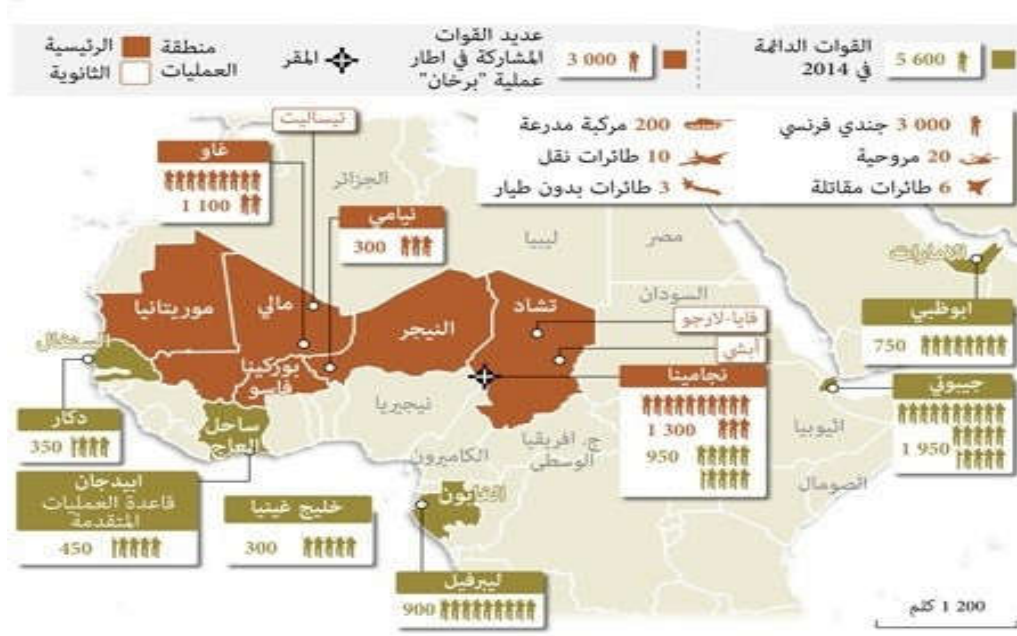 القوات الدائمة
في 2014
5 600
عديد القوات
المشاركة في اطار
عملية "برخان"
3 000
المقر
منطقة
العمليات
الرئيسية
الثانوية
3 000 جندي فرنسي
20 مروحية
6 طائرات مقاتلة
200 مركبة مدرعة
10 طائرات نقل
3 طائرات بدون طيار
تيساليت
غاو
1 100
الجزائر
نيامي
300
ليبيا
مصر
الامارات
ابوظبي
750
موريتانيا
مالي
النيجر
تشاد
السودان
فايا-لارجو
أبشي
نجامينا
1 300
950
جيبوتي
1 950
السنغال
دكار
350
بوركينا
فاسو
ساحل
العاج
نيجيريا
الكاميرون
ج. افريقيا
الوسطى
اثيوبيا
الصومال
ابيدجان
قاعدة العمليات
المتقدمة
450
خليج غينيا
300
الغابون
ليبرفيل
900
1 200 كلم